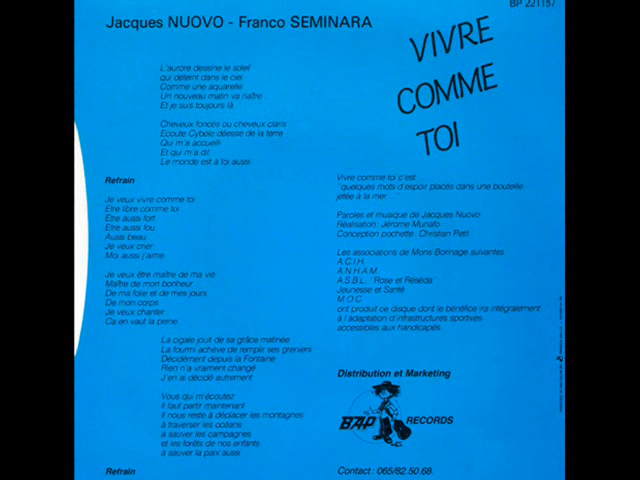 BP 221157
Jacques NUOVO - Franco SEMINARA
VIVRE
COMME
TOI
L'aurore dessine le soleil
qui déteint dans le ciel
Comme une aquarelle
Un nouveau matin va naître
Et je suis toujours là
Cheveux foncés ou cheveux clairs
Ecoute Cybèle déesse de la terre
Qui m'a accueilli
Et qui m'a dit
Le monde est à toi aussi
Refrain
Je veux vivre comme toi
Etre libre comme toi
Etre aussi fort
Etre aussi fou
Aussi beau
Je veux crier
Moi aussi j'aime
Je veux être maître de ma vie
Maître de mon bonheur
De ma folie et de mes jours
De mon corps
Je veux chanter
Ca en vaut la peine
La cigale jouit de sa grâce matinée
La fourmi achève de remplir ses greniers
Décidément depuis la Fontaine
Rien n'a vraiment changé
J'en ai décidé autrement
Vous qui m'écoutez
Il faut partir maintenant
Il nous reste à déplacer les montagnes
à traverser les océans
à sauver les campagnes
et les forêts de nos enfants
à sauver la paix aussi
Refrain
Vivre comme toi c'est
"quelques mots d'espoir placés dans une bouteille
jetée à la mer ..."
Paroles et musique de Jacques Nuovo
Réalisation : Jérome Munafo
Conception pochette : Christian Petit
Les associations de Mons Borinage suivantes
A.C.I.H.
A.N.H.A.M.
A.S.B.L. "Rose et Réséda"
Jeunesse et Santé
M.O.C.
ont produit ce disque dont le bénéfice ira intégralement
à l'adaptation d'infrastructures sportives
accessibles aux handicapés.
Distribution et Marketing
BAP RECORDS
Contact : 065/82.50.68.